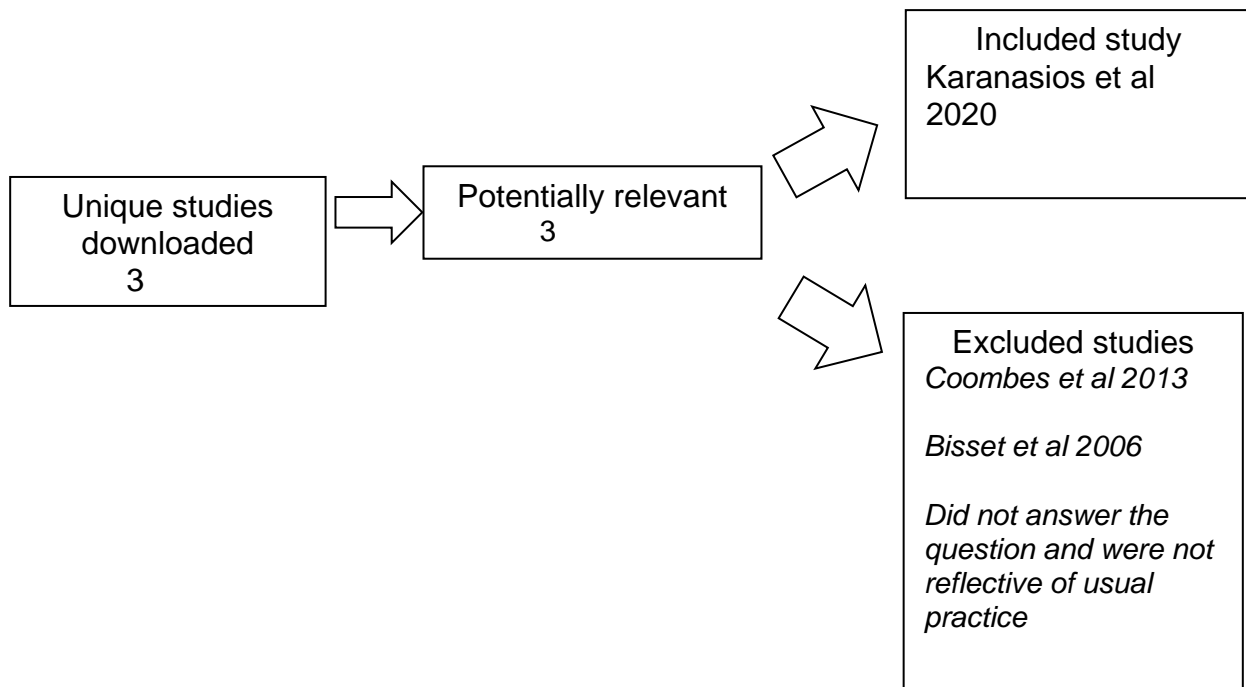 Unique studies
downloaded
3
Potentially relevant
3
Included study
Karanasios et al
2020
Excluded studies
Coombes et al 2013
Bisset et al 2006
Did not answer the
question and were not
reflective of usual
practice